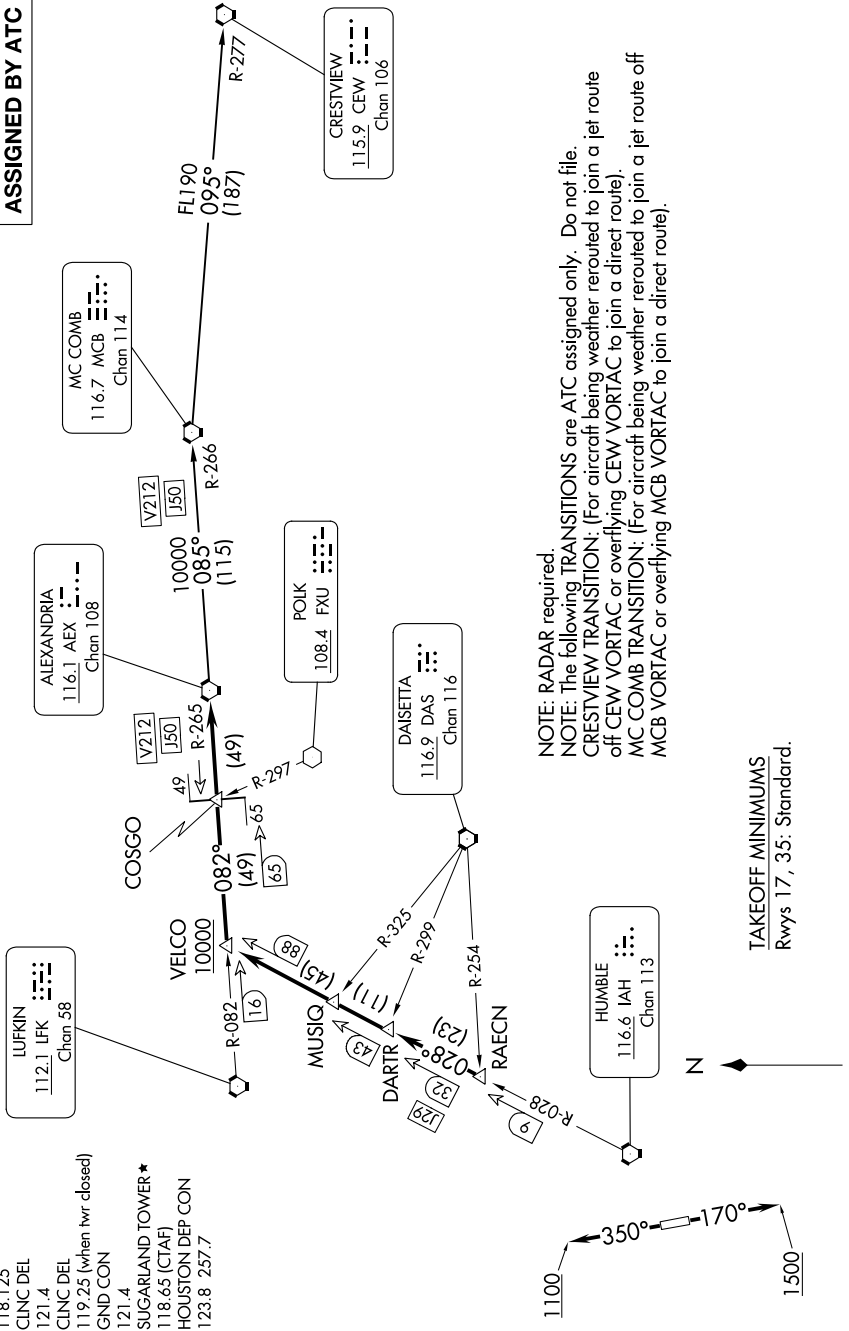 ASSIGNED BY ATC
118.125
CLNC DEL
121.4
CLNC DEL
119.25 (when twr closed)
GND CON
121.4
SUGARLAND TOWER★
118.65 (CTAF)
HOUSTON DEP CON
123.8 257.7
LUFKIN
112.1 LFK
Chan 58
ALEXANDRIA
116.1 AEX
Chan 108
MC COMB
116.7 MCB
Chan 114
CRESTVIEW
115.9 CEW
Chan 106
POLK
108.4 FXU
DAISETTA
116.9 DAS
Chan 116
HUMBLE
116.6 IAH
Chan 113
R-082
16
VELCO
10000
082°
(49)
65
COSGO
49
65
R-297
V212
J50
R-265
(49)
10000
085°
(115)
V212
J50
R-266
FL190
095°
(187)
R-277
88
(45)
MUSIQ
R-325
43
(11)
DARTR
R-299
32
J29
028°
(23)
RAECN
R-254
9
R-028
N
1100
350°
170°
1500
NOTE: RADAR required.
NOTE: The following TRANSITIONS are ATC assigned only. Do not file.
CRESTVIEW TRANSITION: (For aircraft being weather rerouted to join a jet route
off CEW VORTAC or overflying CEW VORTAC to join a direct route).
MC COMB TRANSITION: (For aircraft being weather rerouted to join a jet route off
MCB VORTAC or overflying MCB VORTAC to join a direct route).
TAKEOFF MINIMUMS
Rwys 17, 35: Standard.